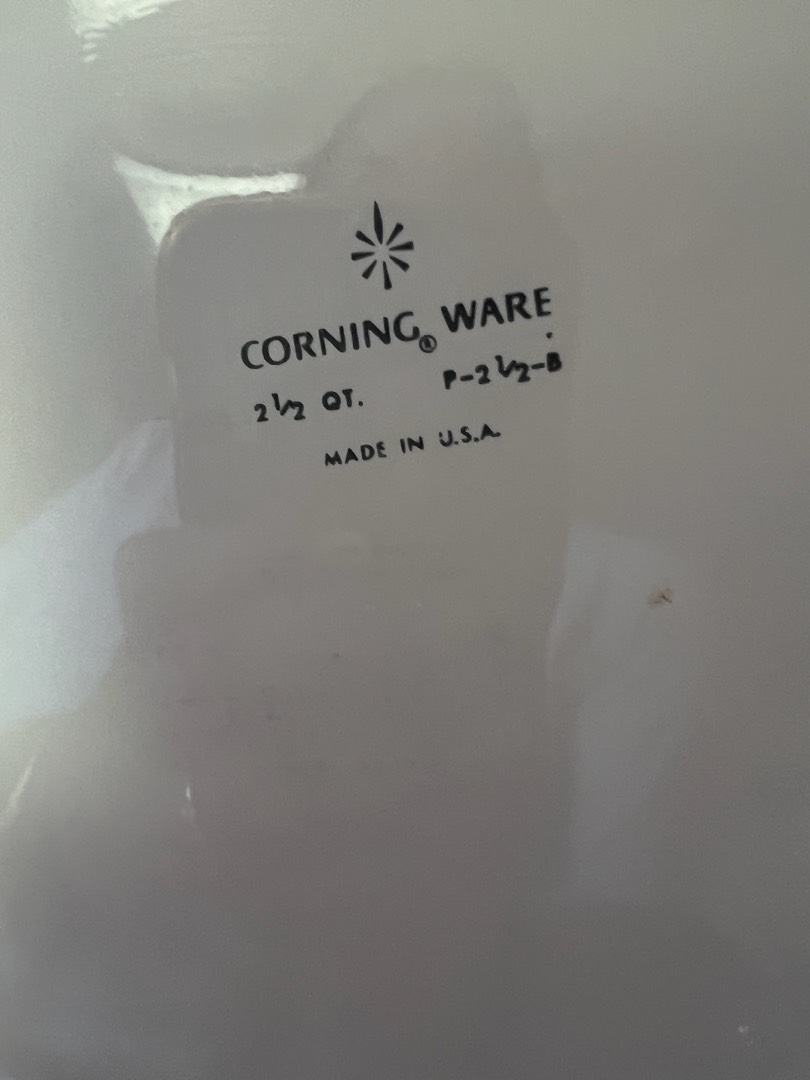 CORNING® WARE
2½ QT. P-2½-B
MADE IN U.S.A.